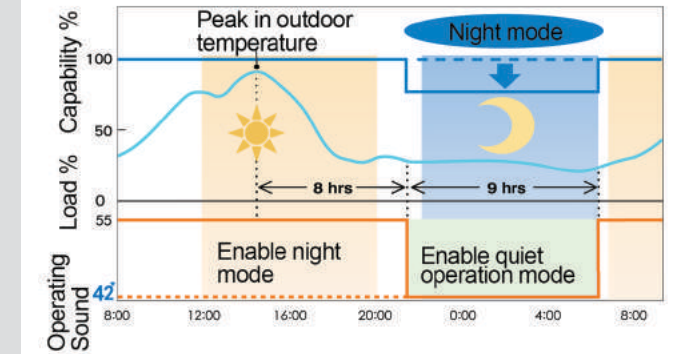 Peak in outdoor
temperature
Night mode
Capability %
Load %
Operating
Sound
100
50
0
55
42*
8 hrs
9 hrs
Enable night
mode
Enable quiet
operation mode
8:00
12:00
16:00
20:00
0:00
4:00
8:00